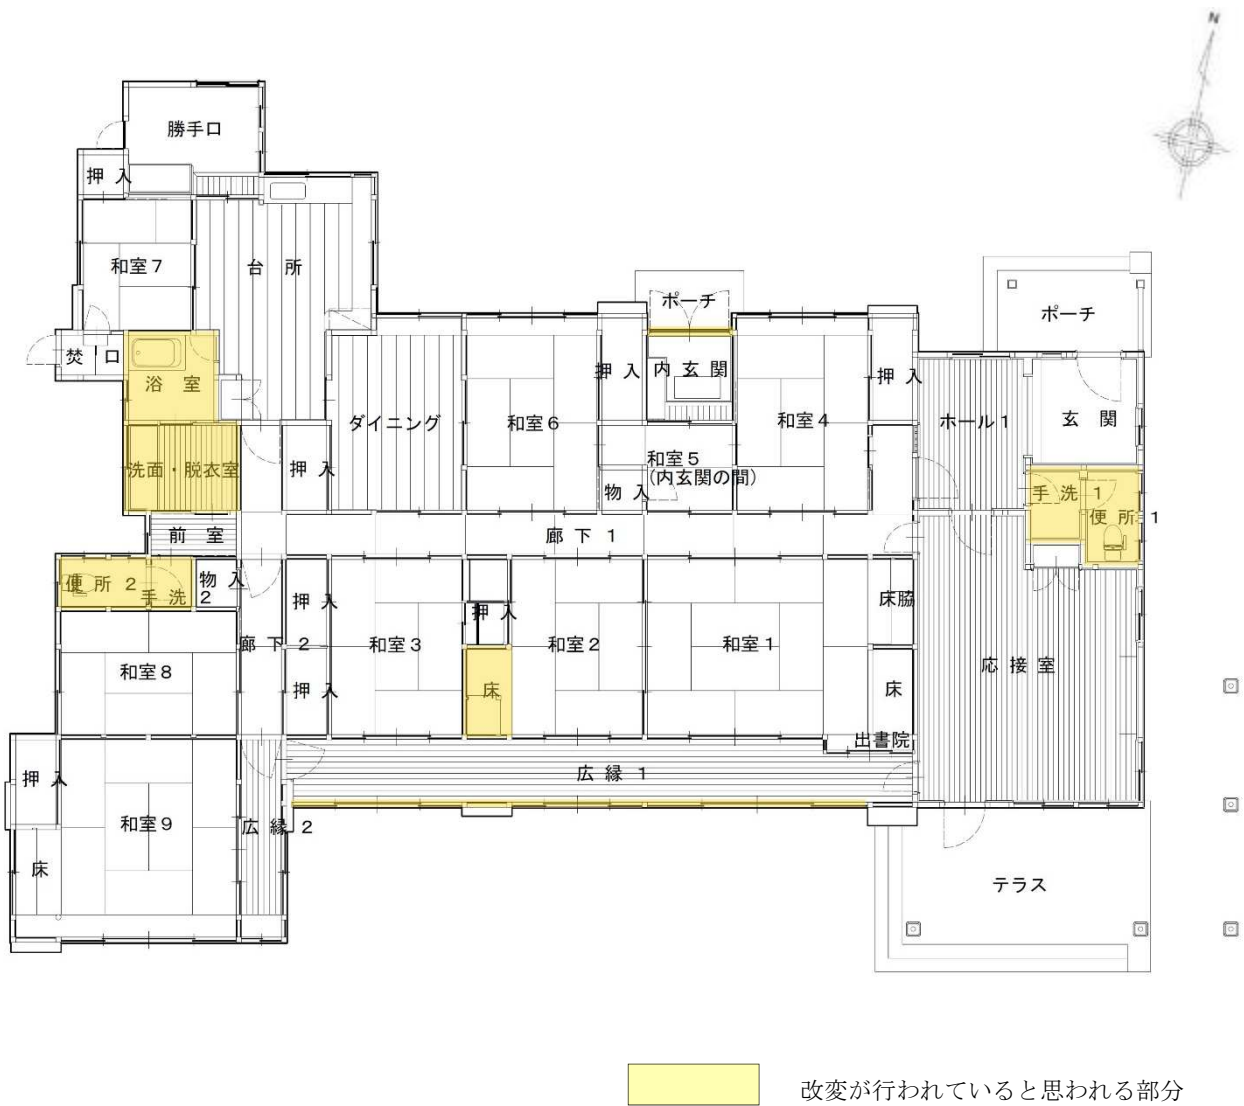 N
勝手口
押入
和室7
台所
ポーチ
ポーチ
焚口
浴室
押入
内玄関
押入
ダイニング
和室6
和室4
ホール1
玄関
洗面・脱衣室
押入
和室5
(内玄関の間)
物入
手洗1
便所1
前室
廊下1
便所2
手洗
物入
2
押入
押入
床脇
廊下2
和室3
和室2
和室1
応接室
和室8
押入
床
床
出書院
押入
広縁1
和室9
広縁2
床
テラス
改変が行われていると思われる部分